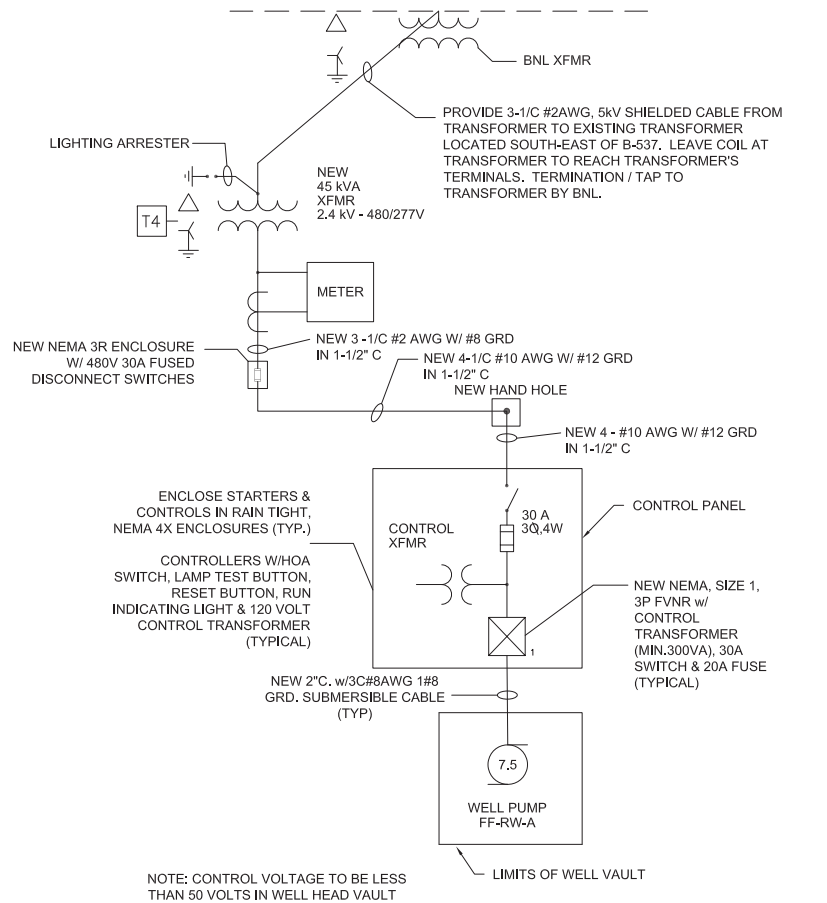 BNL XFMR
PROVIDE 3-1/C #2AWG, 5kV SHIELDED CABLE FROM
TRANSFORMER TO EXISTING TRANSFORMER
LOCATED SOUTH-EAST OF B-537. LEAVE COIL AT
TRANSFORMER TO REACH TRANSFORMER'S
TERMINALS. TERMINATION / TAP TO
TRANSFORMER BY BNL.
LIGHTING ARRESTER
NEW
45 kVA
XFMR
2.4 kV - 480/277V
T4
METER
NEW NEMA 3R ENCLOSURE
W/ 480V 30A FUSED
DISCONNECT SWITCHES
NEW 3 -1/C #2 AWG W/ #8 GRD
IN 1-1/2" C
NEW 4-1/C #10 AWG W/ #12 GRD
IN 1-1/2" C
NEW HAND HOLE
NEW 4 - #10 AWG W/ #12 GRD
IN 1-1/2" C
ENCLOSE STARTERS &
CONTROLS IN RAIN TIGHT,
NEMA 4X ENCLOSURES (TYP.)
CONTROLLERS W/HOA
SWITCH, LAMP TEST BUTTON,
RESET BUTTON, RUN
INDICATING LIGHT & 120 VOLT
CONTROL TRANSFORMER
(TYPICAL)
CONTROL
XFMR
30 A
3Q,4W
CONTROL PANEL
NEW NEMA, SIZE 1,
3P FVNR w/
CONTROL
TRANSFORMER
(MIN.300VA), 30A
SWITCH & 20A FUSE
(TYPICAL)
1
NEW 2"C. w/3C#8AWG 1#8
GRD. SUBMERSIBLE CABLE
(TYP)
7.5
WELL PUMP
FF-RW-A
LIMITS OF WELL VAULT
NOTE: CONTROL VOLTAGE TO BE LESS
THAN 50 VOLTS IN WELL HEAD VAULT